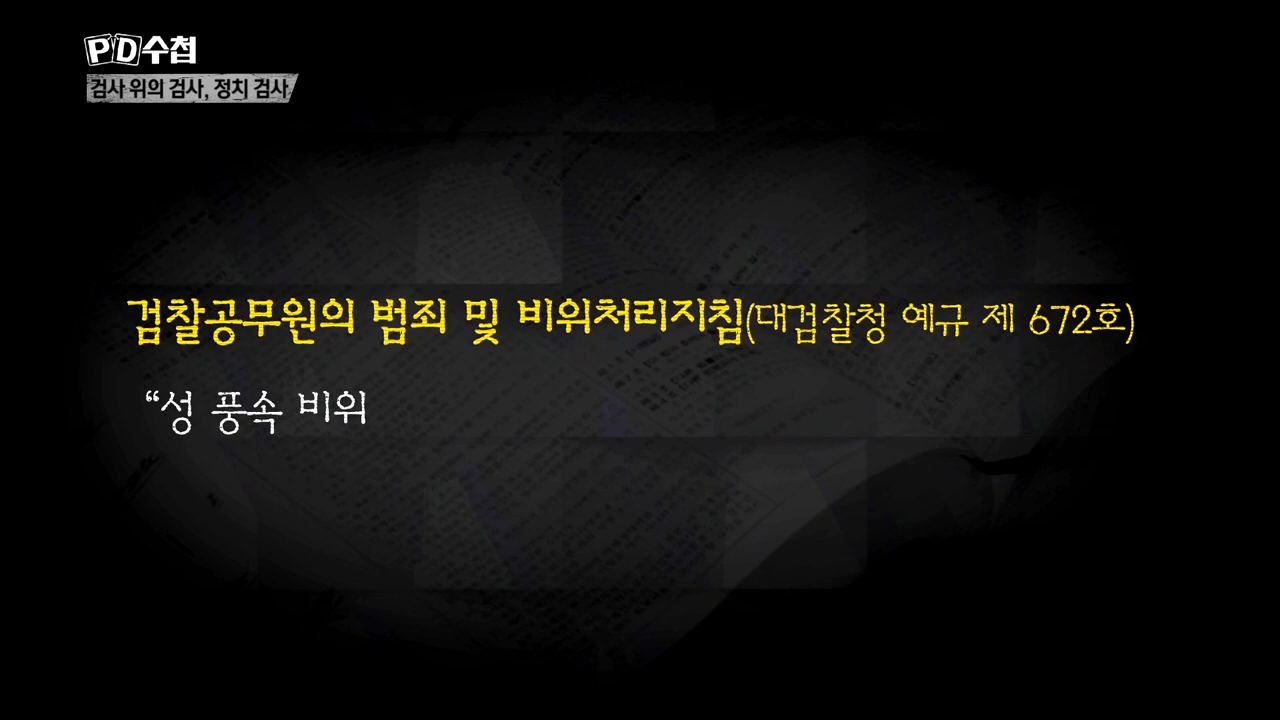 PD수첩
검사 위의 검사, 정치 검사
검찰공무원의 범죄 및 비위처리지침(대검찰청 예규 제 672호)
“성 풍속 비위